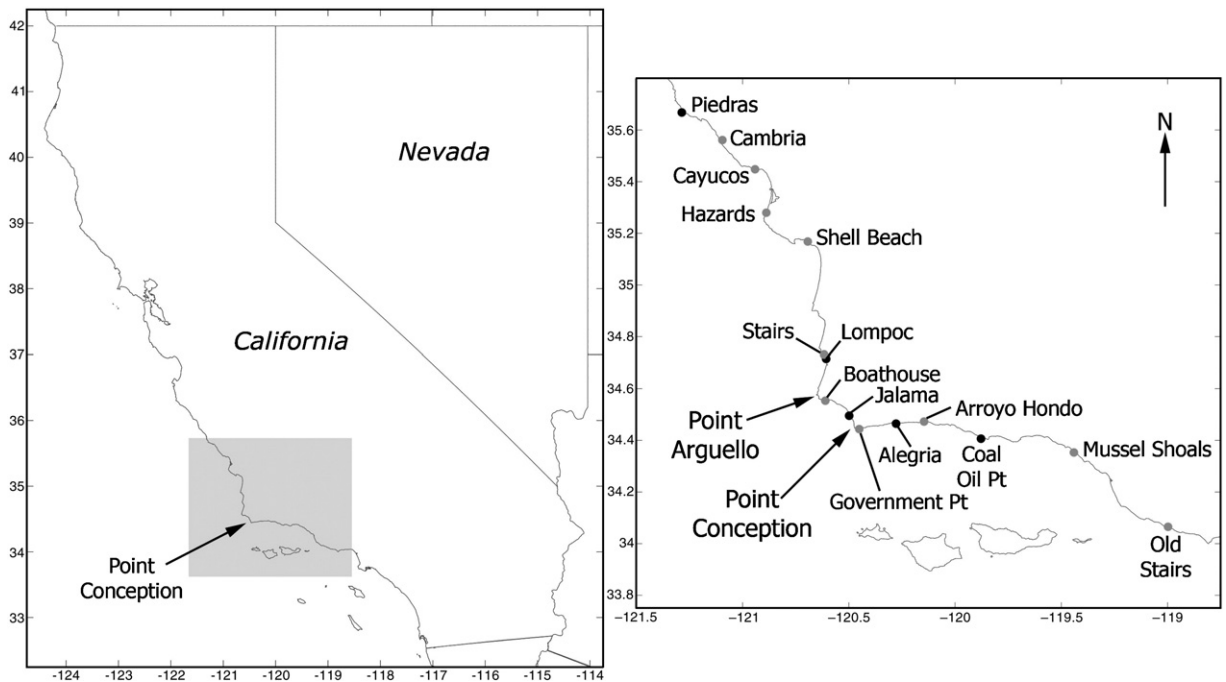 42
41
40
39
38
37
36
35
34
33
-124
-123
-122
-121
-120
-119
-118
-117
-116
-115
-114
Nevada
California
Point
Conception
35.6
35.4
35.2
35
34.8
34.6
34.4
34.2
34
33.8
-121.5
-121
-120.5
-120
-119.5
-119
N
Piedras
Cambria
Cayucos
Hazards
Shell Beach
Stairs
Lompoc
Boathouse
Jalama
Point
Arguello
Arroyo Hondo
Alegria
Coal
Oil Pt
Mussel Shoals
Point
Conception
Government Pt
Old
Stairs